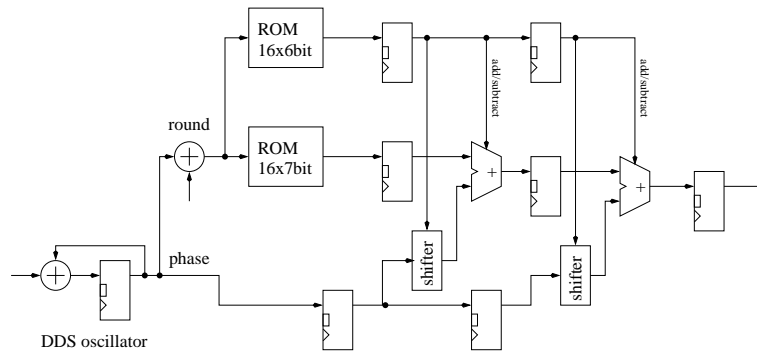 ROM
16x6bit
add/subtract
add/subtract
round
ROM
16x7bit
+
+
phase
shifter
shifter
DDS oscillator